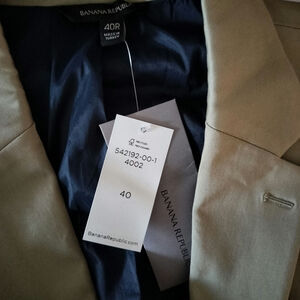 BANANA REPUBLIC
40R
MADE IN
TURKEY
542192-00-1
4002
40
BananaRepublic.com
BANANA REPUBLIC